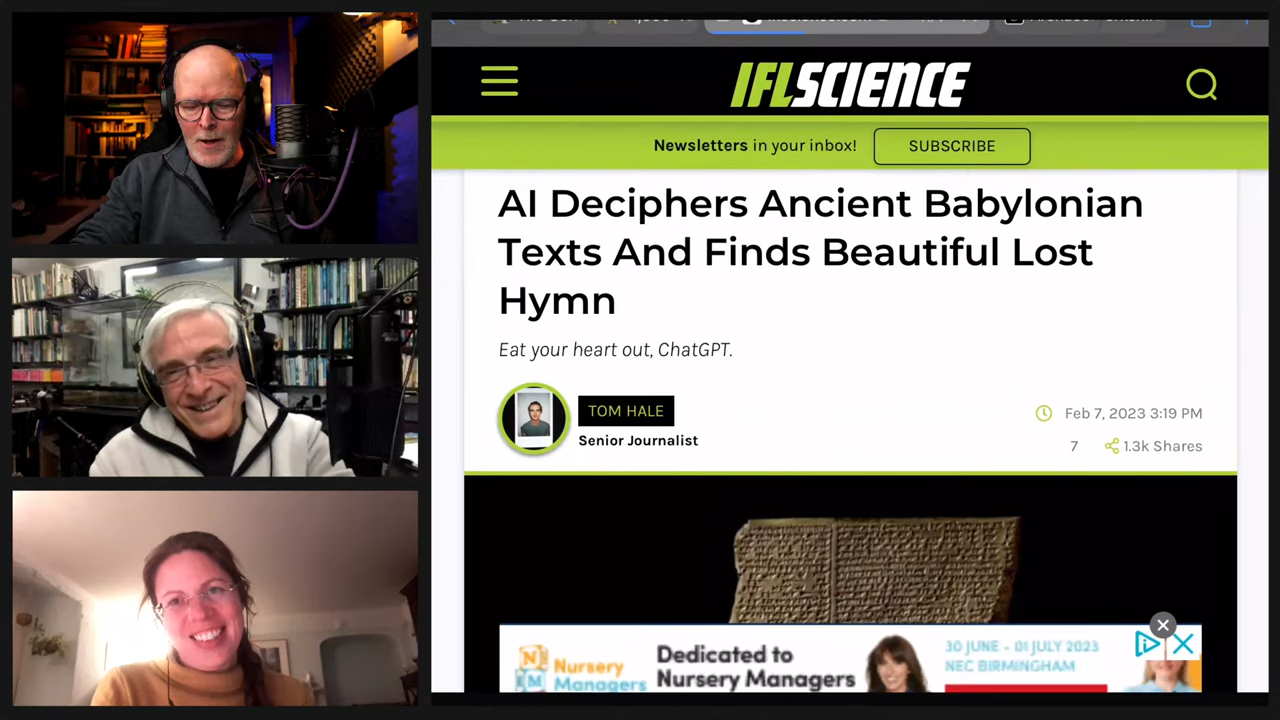 IFLSCIENCE
Newsletters in your inbox!
SUBSCRIBE
AI Deciphers Ancient Babylonian
Texts And Finds Beautiful Lost
Hymn
Eat your heart out, ChatGPT.
TOM HALE
Senior Journalist
Feb 7, 2023 3:19 PM
7
1.3k Shares
NEM
Nursery
Managers
Dedicated to
Nursery Managers
30 JUNE - 01 JULY 2023
NEC BIRMINGHAM